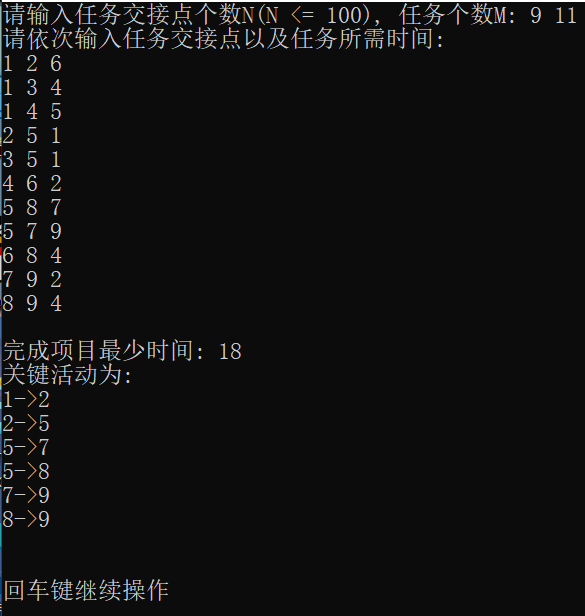 请输入任务交接点个数N(N <= 100), 任务个数M: 9 11
请依次输入任务交接点以及任务所需时间:
1 2 6
1 3 4
1 4 5
2 5 1
3 5 1
4 6 2
5 8 7
5 7 9
6 8 4
7 9 2
8 9 4
完成项目最少时间: 18
关键活动为:
1->2
2->5
5->7
5->8
7->9
8->9
回车键继续操作